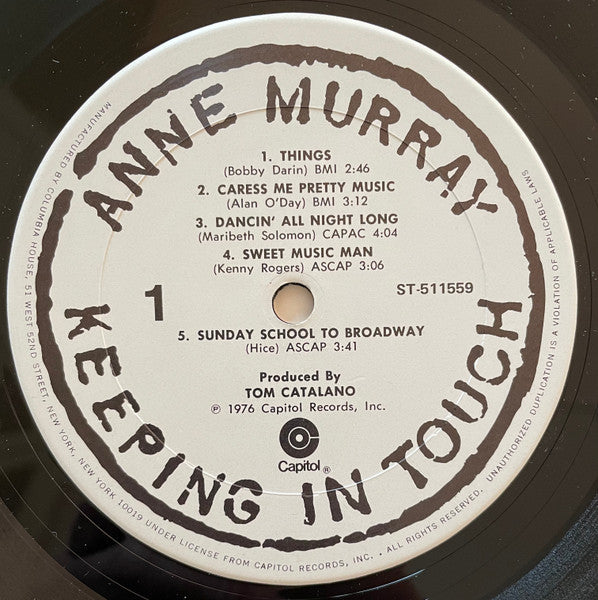 ANNE MURRAY
1. THINGS
(Bobby Darin) BMI 2:46
2. CARESS ME PRETTY MUSIC
(Alan O'Day) BMI 3:12
3. DANCIN' ALL NIGHT LONG
(Maribeth Solomon) CAPAC 4:04
4. SWEET MUSIC MAN
(Kenny Rogers) ASCAP 3:06
1
ST-511559
5. SUNDAY SCHOOL TO BROADWAY
(Hice) ASCAP 3:41
Produced By
TOM CATALANO
℗ 1976 Capitol Records, Inc.
Capitol®
KEEPING IN TOUCH
MANUFACTURED BY COLUMBIA HOUSE, 51 WEST 52ND STREET, NEW YORK, NEW YORK 10019 UNDER LICENSE FROM CAPITOL RECORDS, INC. • ALL RIGHTS RESERVED. UNAUTHORIZED DUPLICATION IS A VIOLATION OF APPLICABLE LAWS